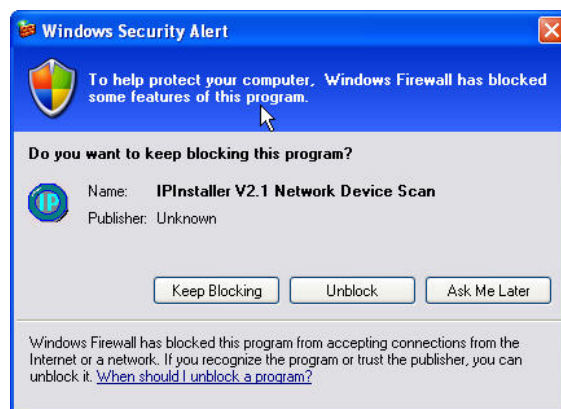 Windows Security Alert
To help protect your computer, Windows Firewall has blocked
some features of this program.
Do you want to keep blocking this program?
IP
Name: IPInstaller V2.1 Network Device Scan
Publisher: Unknown
Keep Blocking Unblock Ask Me Later
Windows Firewall has blocked this program from accepting connections from the
Internet or a network. If you recognize the program or trust the publisher, you can
unblock it. When should I unblock a program?